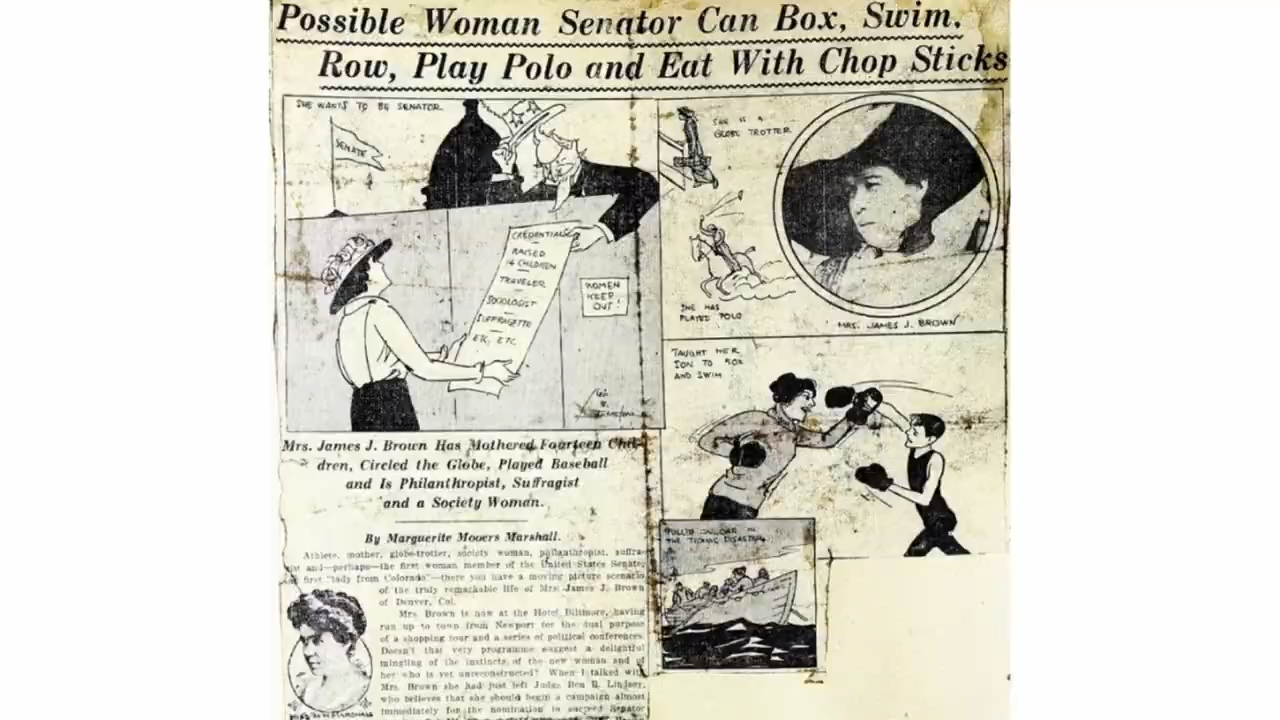 Possible Woman Senator Can Box, Swim,
Row, Play Polo and Eat With Chop Sticks
SHE WANTS TO BE SENATOR
SENATE
CREDENTIALS
RAISED
14 CHILDREN
TRAVELER
SOCIOLOGIST
SUFFRAGETTE
ETC. ETC.
WOMEN
KEEP
OUT!
SHE IS A
GLOBE TROTTER
SHE HAS
PLAYED POLO
MRS. JAMES J. BROWN
TAUGHT HER
SON TO BOX
AND SWIM
PULLED AN OAR IN
THE TITANIC DISASTER
Mrs. James J. Brown Has Mothered Fourteen Chil-
dren, Circled the Globe, Played Baseball
and Is Philanthropist, Suffragist
and a Society Woman.
By Marguerite Mooers Marshall.
Athlete, mother, globe-trotter, society woman, philanthropist, suffra-
gist and—perhaps—the first woman member of the United States Senate,
first "lady from Colorado"—there you have a moving picture scenario
of the truly remarkable life of Mrs. James J. Brown
of Denver, Col.
Mrs. Brown is now at the Hotel Biltmore, having
run up to town from Newport for the dual purpose
of a shopping tour and a series of political conferences.
Doesn't that very programme suggest a delightful
mingling of the instincts of the new woman and of
her who is yet unreconstructed? When I talked with
Mrs. Brown she had just left Judge Ben B. Lindsey,
who believes that she should begin a campaign almost
immediately for the nomination to succeed Senator
MARSHALL